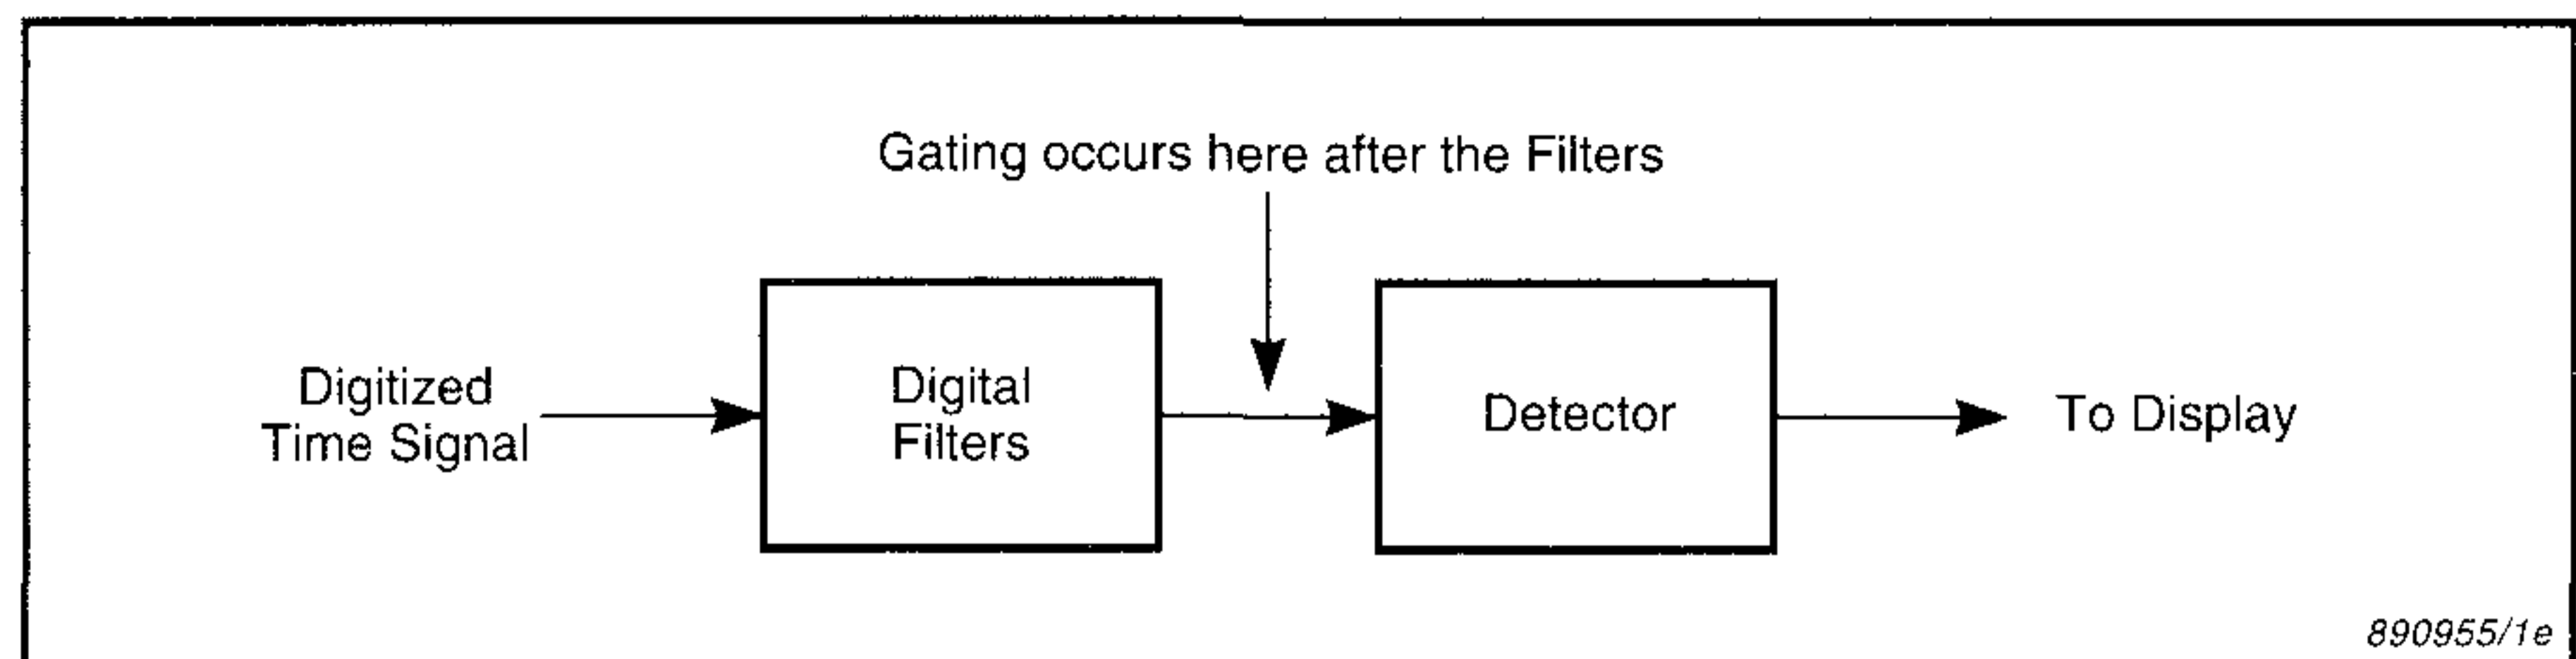 Gating occurs here after the Filters
Digitized
Time Signal
Digital
Filters
Detector
To Display
890955/1e